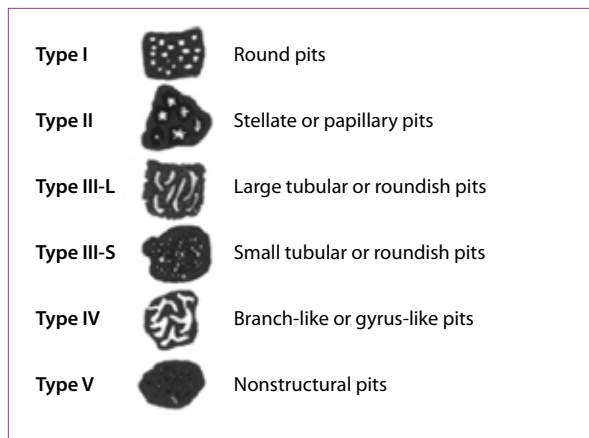 Type I Round pits
Type II Stellate or papillary pits
Type III-L Large tubular or roundish pits
Type III-S Small tubular or roundish pits
Type IV Branch-like or gyrus-like pits
Type V Nonstructural pits